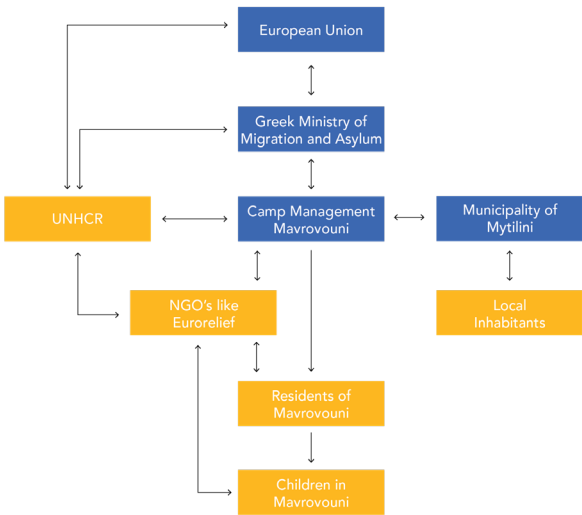 European Union
Greek Ministry of
Migration and Asylum
UNHCR
Camp Management
Mavrovouni
Municipality of
Mytilini
NGO's like
Eurorelief
Local
Inhabitants
Residents of
Mavrovouni
Children in
Mavrovouni